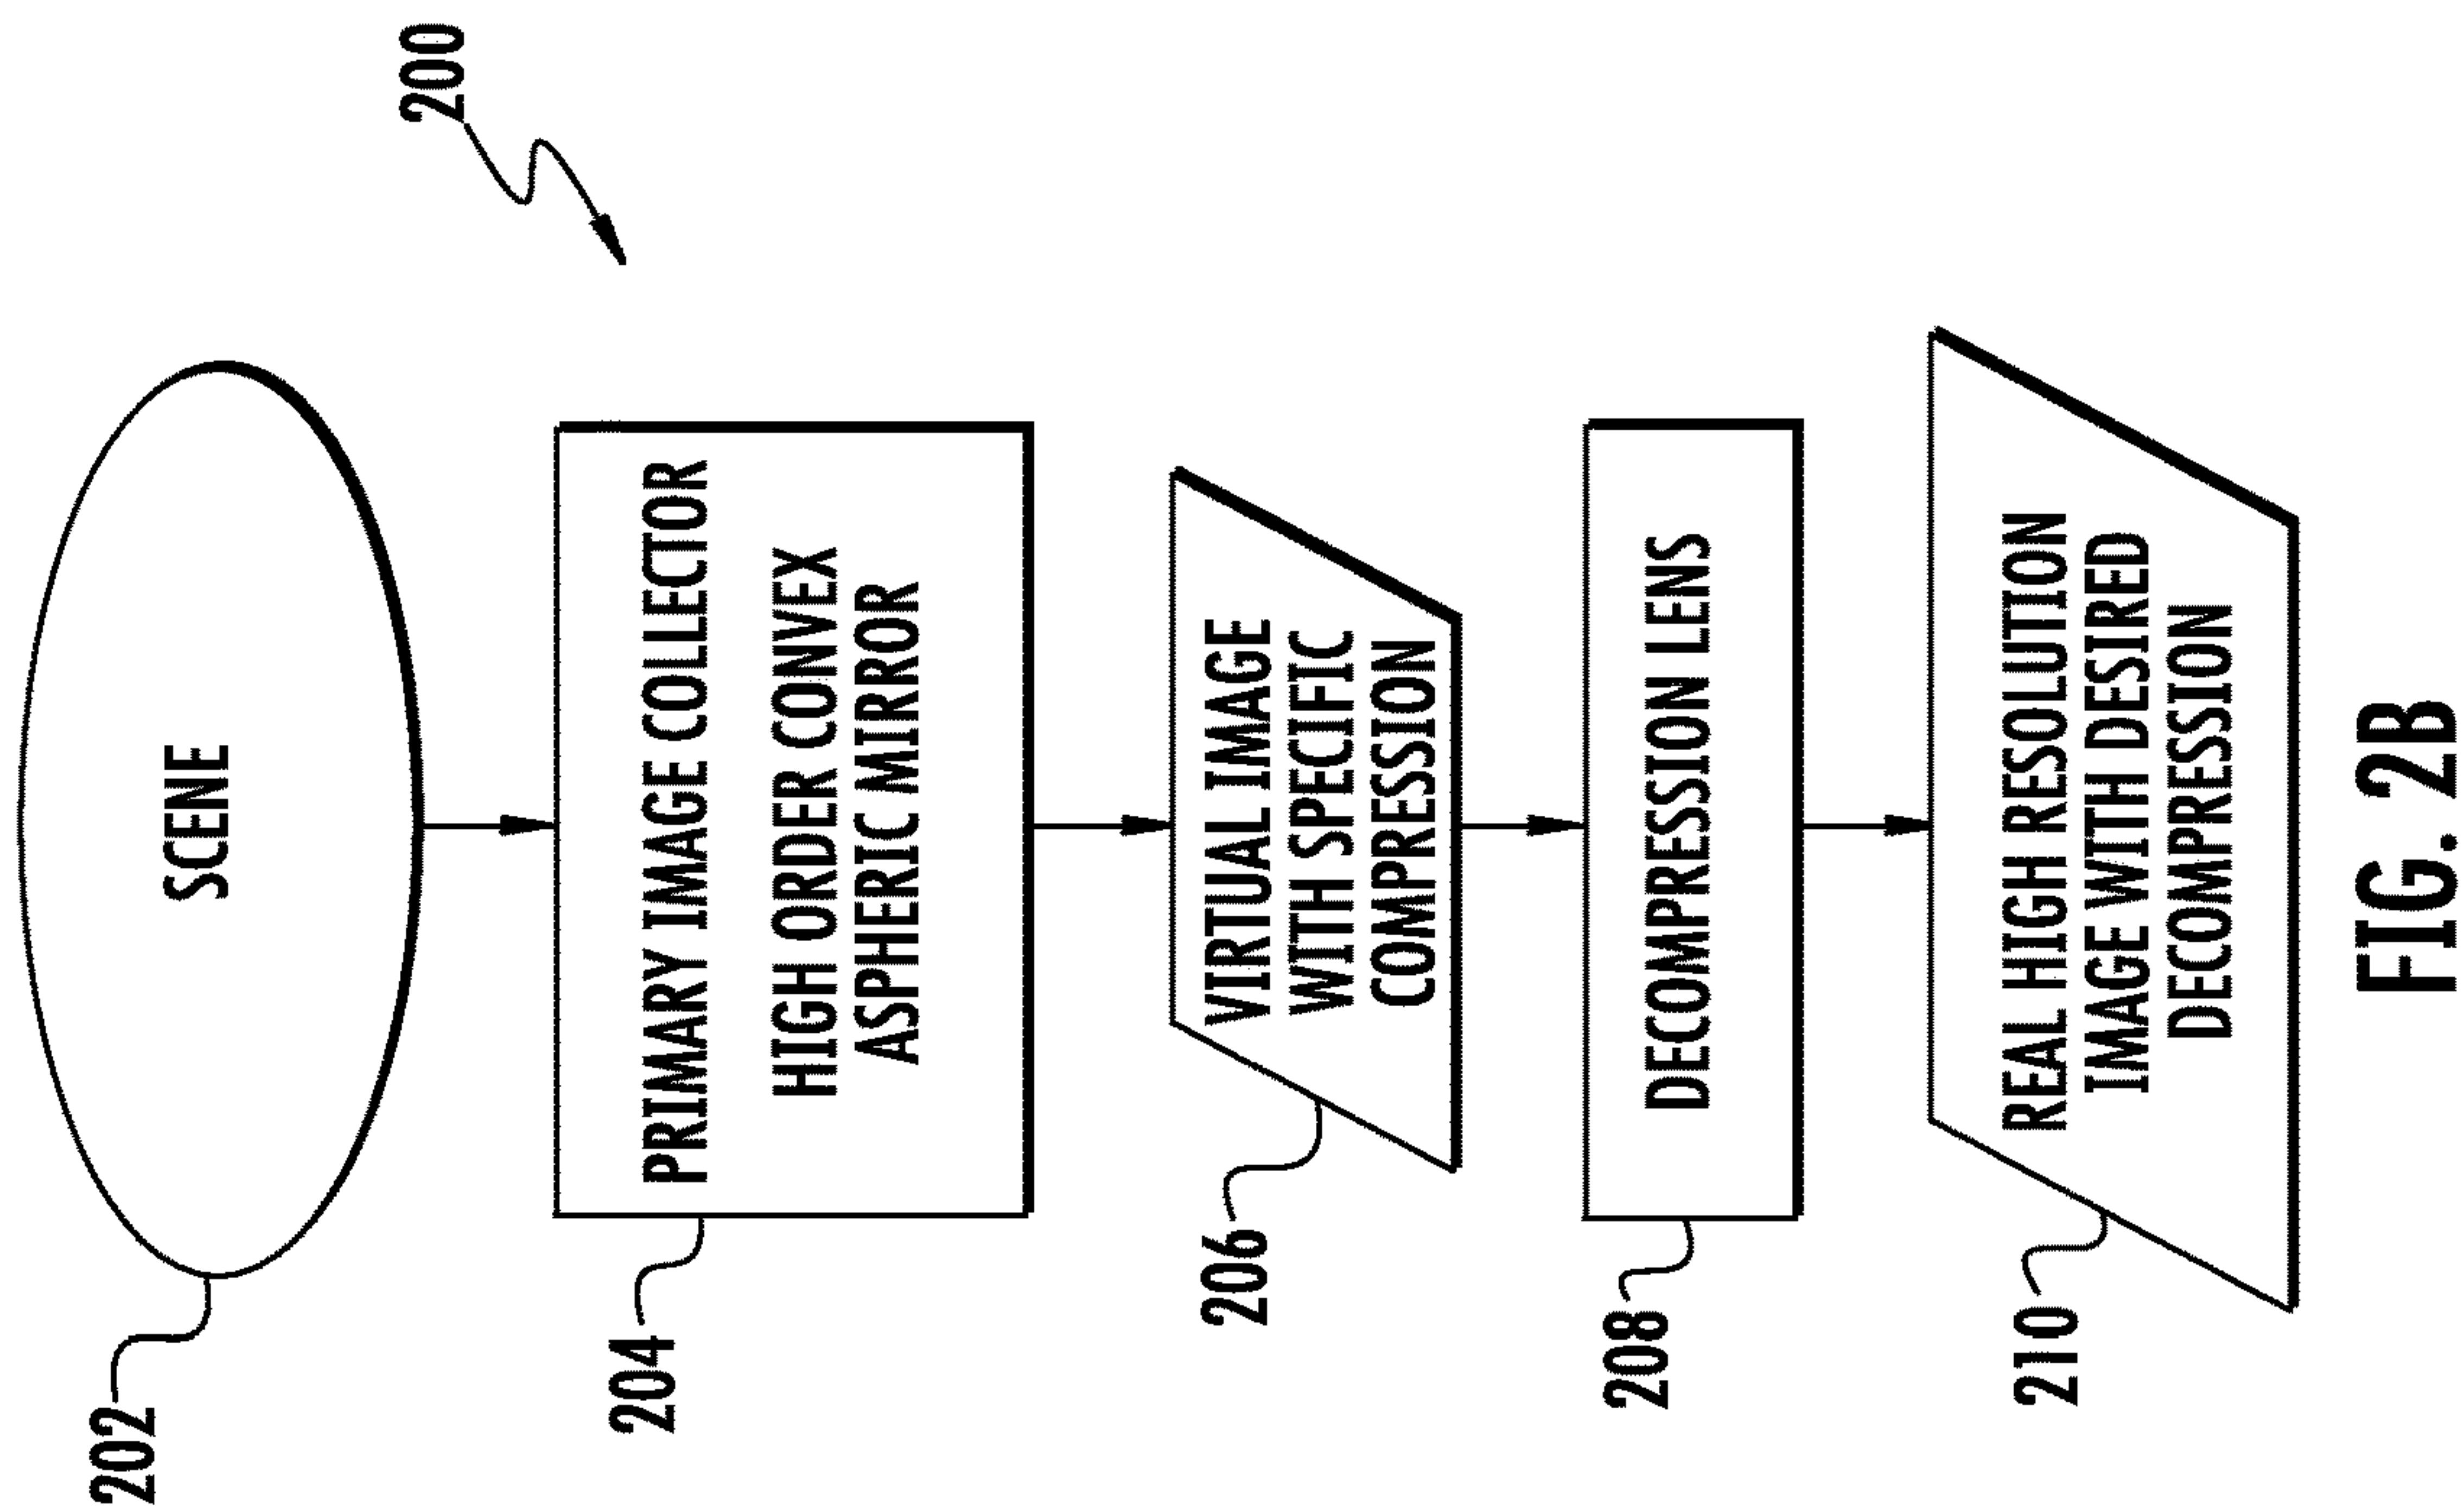 200
202
SCENE
204
PRIMARY IMAGE COLLECTOR
HIGH ORDER CONVEX
ASPHERIC MIRROR
206
VIRTUAL IMAGE
WITH SPECIFIC
COMPRESSION
208
DECOMPRESSION LENS
210
REAL HIGH RESOLUTION
IMAGE WITH DESIRED
DECOMPRESSION
FIG. 2B